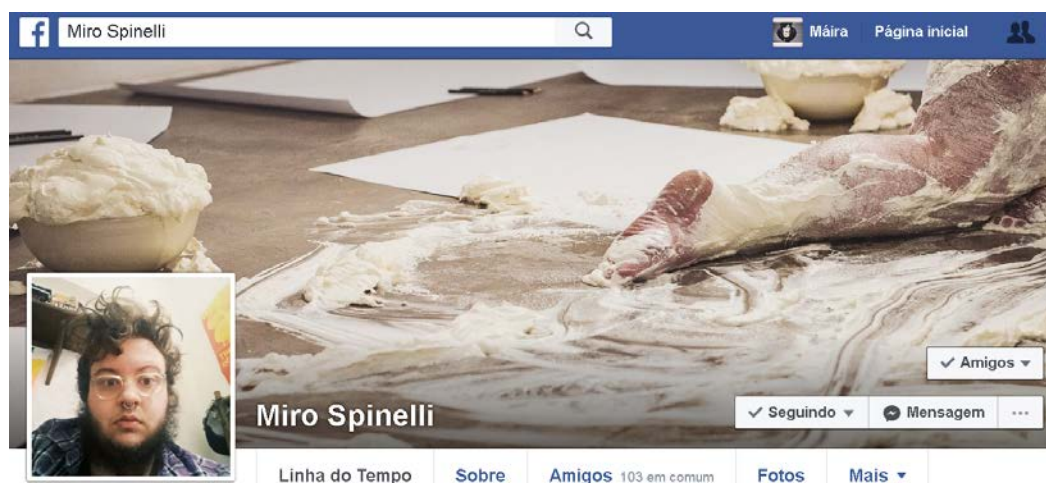 f Miro Spinelli Máira Página inicial
Amigos
Miro Spinelli Seguindo Mensagem ...
Linha do Tempo Sobre Amigos 103 em comum Fotos Mais